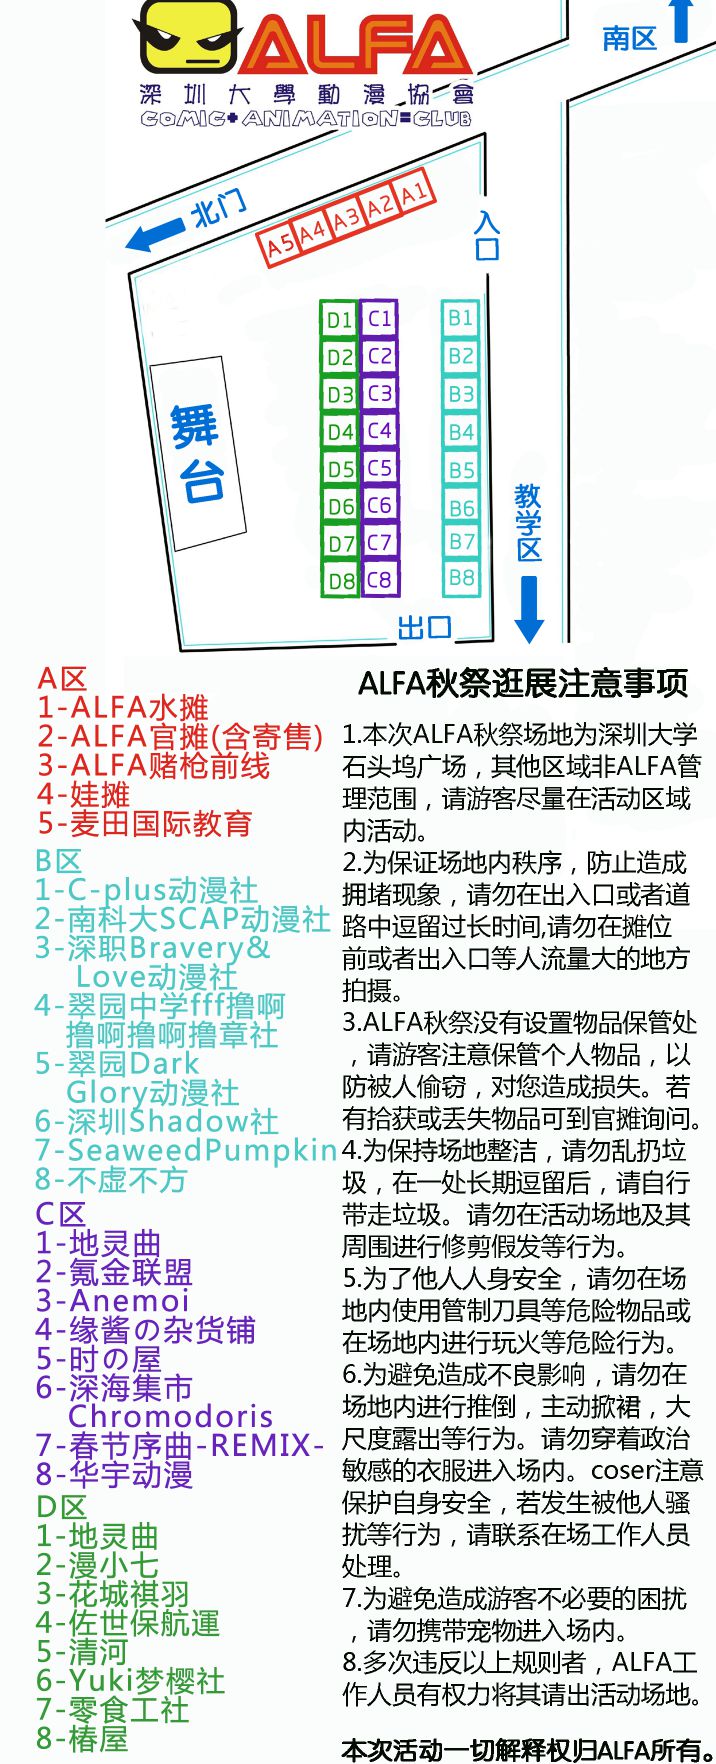 ALFA
深圳大學動漫協會
COMIC+ANIMATION=CLUB
南区
北门
入口
A5 A4 A3 A2 A1
D1 C1 B1
D2 C2 B2
D3 C3 B3
D4 C4 B4
D5 C5 B5
D6 C6 B6
D7 C7 B7
D8 C8 B8
舞台
教学区
出口
A区
1-ALFA水摊
2-ALFA官摊(含寄售)
3-ALFA赌枪前线
4-娃摊
5-麦田国际教育
B区
1-C-plus动漫社
2-南科大SCAP动漫社
3-深职Bravery&
Love动漫社
4-翠园中学fff撸啊
撸啊撸啊撸章社
5-翠园Dark
Glory动漫社
6-深圳Shadow社
7-SeaweedPumpkin
8-不虚不方
C区
1-地灵曲
2-氪金联盟
3-Anemoi
4-缘酱の杂货铺
5-时の屋
6-深海集市
Chromodoris
7-春节序曲-REMIX-
8-华宇动漫
D区
1-地灵曲
2-漫小七
3-花城祺羽
4-佐世保航運
5-清河
6-Yuki梦樱社
7-零食工社
8-椿屋
ALFA秋祭逛展注意事项
1.本次ALFA秋祭场地为深圳大学
石头坞广场，其他区域非ALFA管
理范围，请游客尽量在活动区域
内活动。
2.为保证场地内秩序，防止造成
拥堵现象，请勿在出入口或者道
路中逗留过长时间,请勿在摊位
前或者出入口等人流量大的地方
拍摄。
3.ALFA秋祭没有设置物品保管处
，请游客注意保管个人物品，以
防被人偷窃，对您造成损失。若
有拾获或丢失物品可到官摊询问。
4.为保持场地整洁，请勿乱扔垃
圾，在一处长期逗留后，请自行
带走垃圾。请勿在活动场地及其
周围进行修剪假发等行为。
5.为了他人人身安全，请勿在场
地内使用管制刀具等危险物品或
在场地内进行玩火等危险行为。
6.为避免造成不良影响，请勿在
场地内进行推倒，主动掀裙，大
尺度露出等行为。请勿穿着政治
敏感的衣服进入场内。coser注意
保护自身安全，若发生被他人骚
扰等行为，请联系在场工作人员
处理。
7.为避免造成游客不必要的困扰
，请勿携带宠物进入场内。
8.多次违反以上规则者，ALFA工
作人员有权力将其请出活动场地。
本次活动一切解释权归ALFA所有。